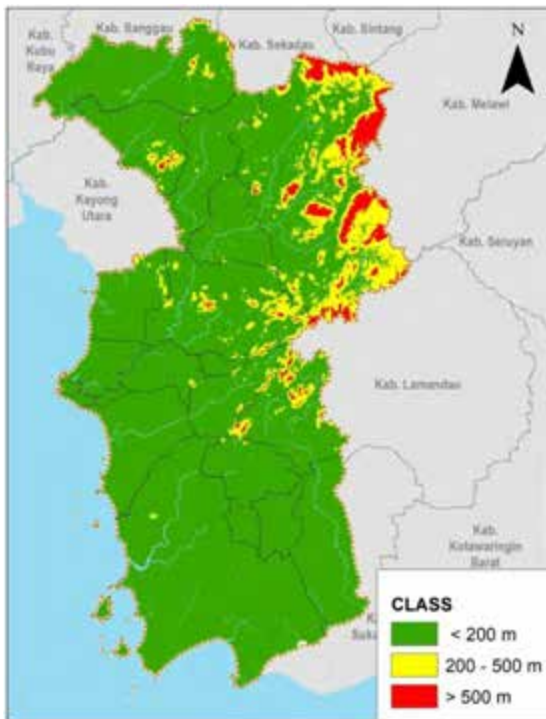 Kab. Sanggau
Kab. Sintang
N
Kab.
Kubu
Raya
Kab. Sekadau
Kab. Melawi
Kab.
Kayong
Utara
Kab. Seruyan
Kab. Lamandau
Kab.
Kotawaringin
Barat
CLASS
< 200 m
200 - 500 m
> 500 m